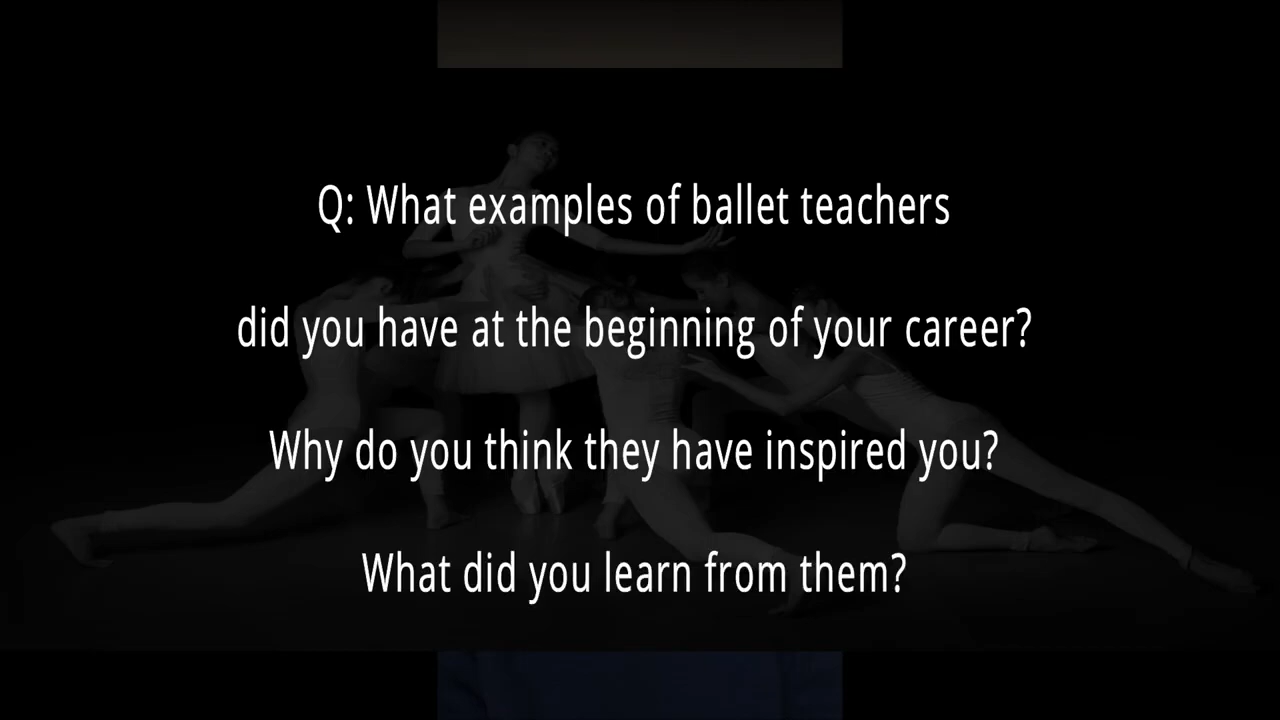 Q: What examples of ballet teachers
did you have at the beginning of your career?
Why do you think they have inspired you?
What did you learn from them?